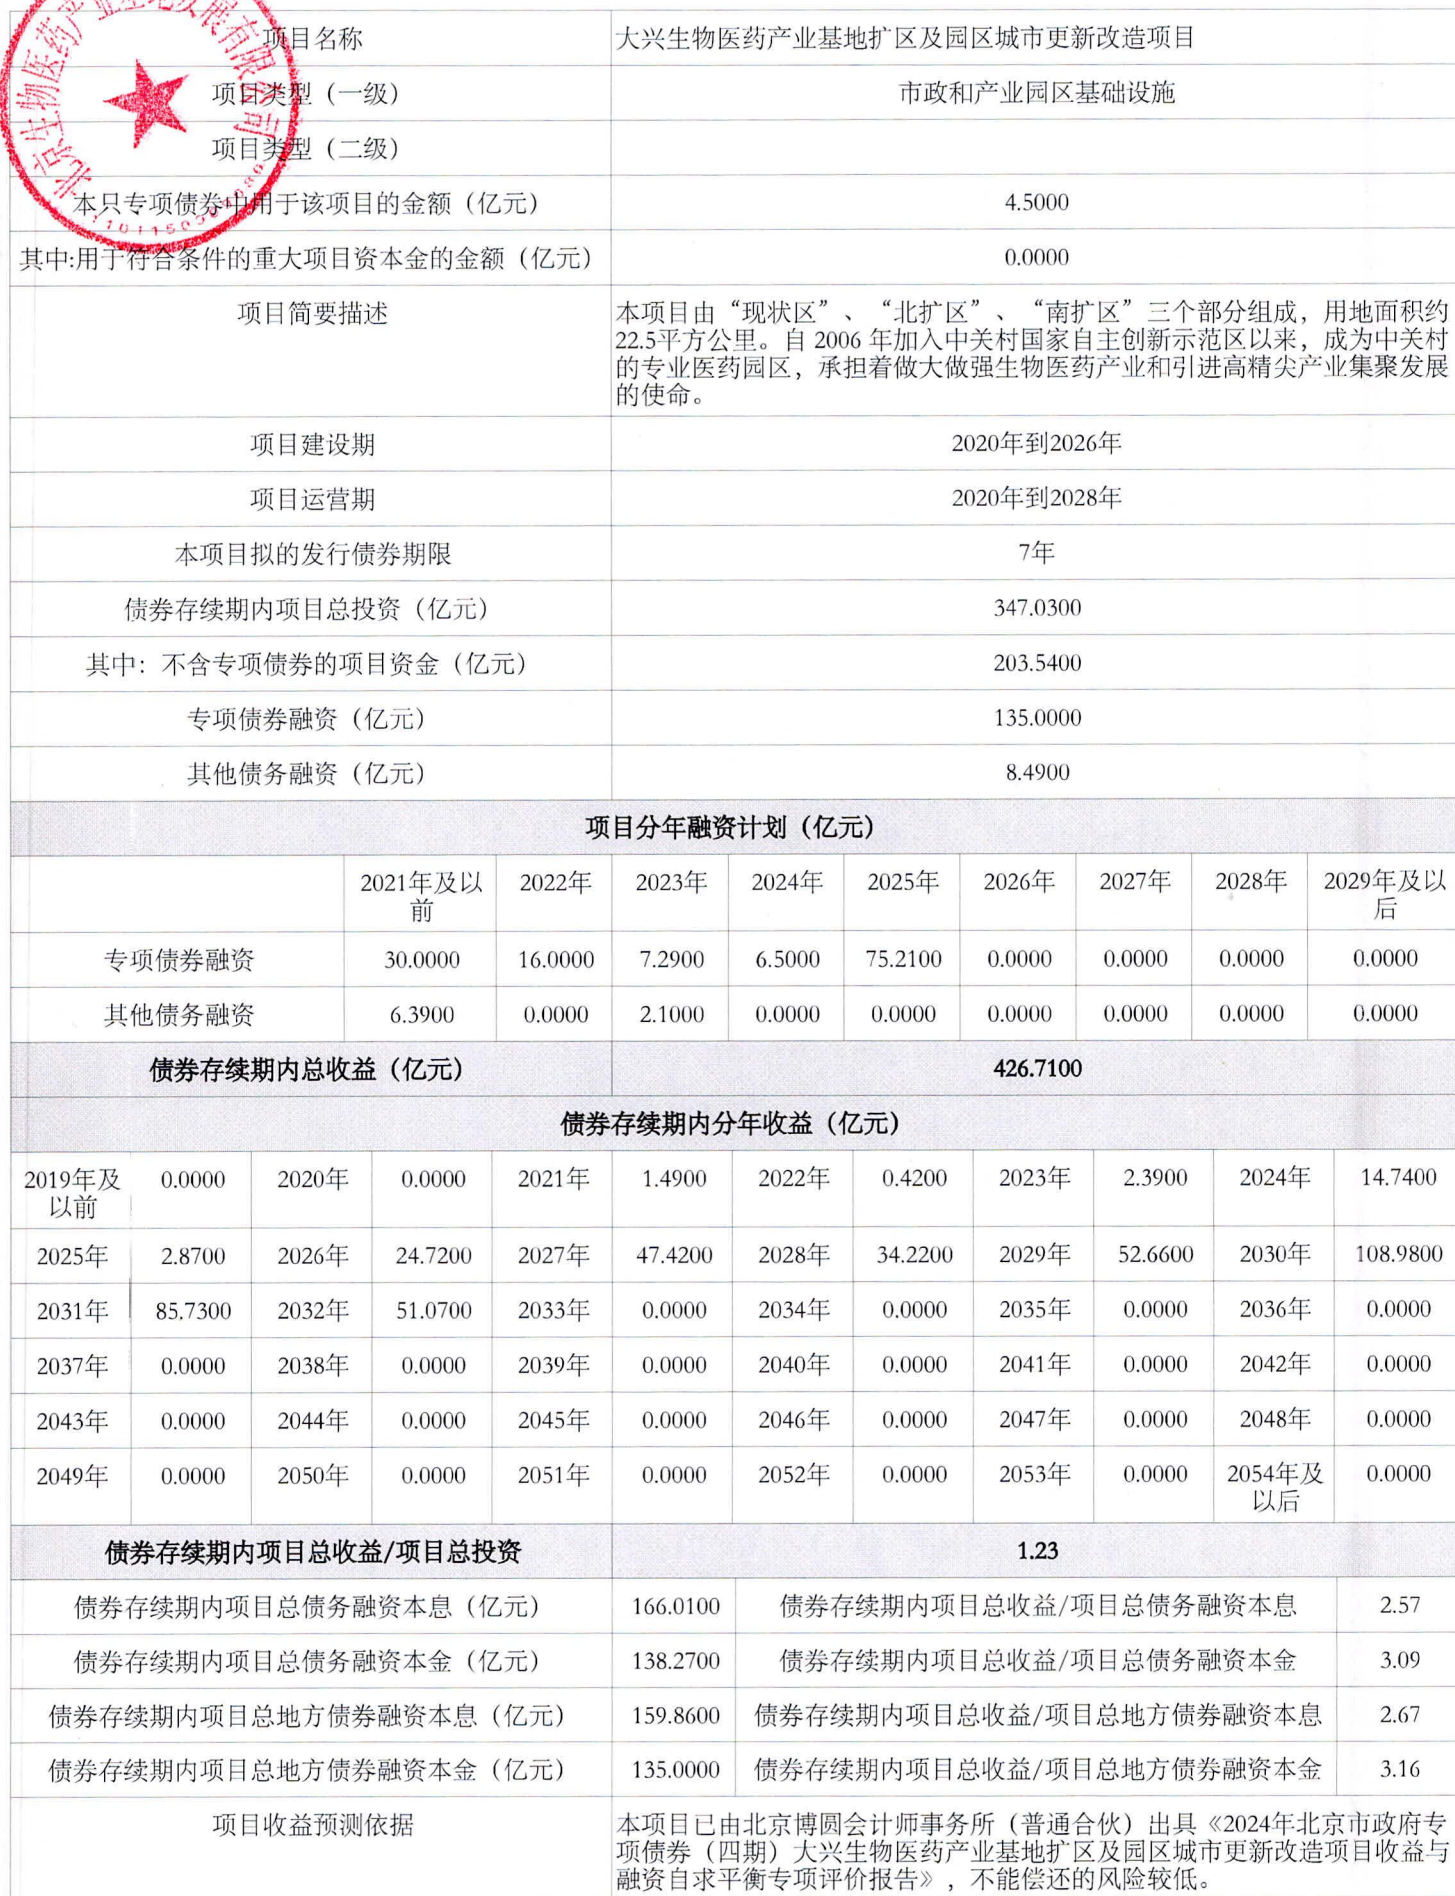 项目名称 大兴生物医药产业基地扩区及园区城市更新改造项目
项目类型（一级） 市政和产业园区基础设施
项目类型（二级）
本只专项债券中用于该项目的金额（亿元） 4.5000
其中:用于符合条件的重大项目资本金的金额（亿元） 0.0000
项目简要描述 本项目由“现状区”、“北扩区”、“南扩区”三个部分组成，用地面积约
22.5平方公里。自 2006 年加入中关村国家自主创新示范区以来，成为中关村
的专业医药园区，承担着做大做强生物医药产业和引进高精尖产业集聚发展
的使命。
项目建设期 2020年到2026年
项目运营期 2020年到2028年
本项目拟的发行债券期限 7年
债券存续期内项目总投资（亿元） 347.0300
其中：不含专项债券的项目资金（亿元） 203.5400
专项债券融资（亿元） 135.0000
其他债务融资（亿元） 8.4900
项目分年融资计划（亿元）
2021年及以前 2022年 2023年 2024年 2025年 2026年 2027年 2028年 2029年及以后
专项债券融资 30.0000 16.0000 7.2900 6.5000 75.2100 0.0000 0.0000 0.0000 0.0000
其他债务融资 6.3900 0.0000 2.1000 0.0000 0.0000 0.0000 0.0000 0.0000 0.0000
债券存续期内总收益（亿元） 426.7100
债券存续期内分年收益（亿元）
2019年及以前 0.0000 2020年 0.0000 2021年 1.4900 2022年 0.4200 2023年 2.3900 2024年 14.7400
2025年 2.8700 2026年 24.7200 2027年 47.4200 2028年 34.2200 2029年 52.6600 2030年 108.9800
2031年 85.7300 2032年 51.0700 2033年 0.0000 2034年 0.0000 2035年 0.0000 2036年 0.0000
2037年 0.0000 2038年 0.0000 2039年 0.0000 2040年 0.0000 2041年 0.0000 2042年 0.0000
2043年 0.0000 2044年 0.0000 2045年 0.0000 2046年 0.0000 2047年 0.0000 2048年 0.0000
2049年 0.0000 2050年 0.0000 2051年 0.0000 2052年 0.0000 2053年 0.0000 2054年及以后 0.0000
债券存续期内项目总收益/项目总投资 1.23
债券存续期内项目总债务融资本息（亿元） 166.0100 债券存续期内项目总收益/项目总债务融资本息 2.57
债券存续期内项目总债务融资本金（亿元） 138.2700 债券存续期内项目总收益/项目总债务融资本金 3.09
债券存续期内项目总地方债券融资本息（亿元） 159.8600 债券存续期内项目总收益/项目总地方债券融资本息 2.67
债券存续期内项目总地方债券融资本金（亿元） 135.0000 债券存续期内项目总收益/项目总地方债券融资本金 3.16
项目收益预测依据 本项目已由北京博圆会计师事务所（普通合伙）出具《2024年北京市政府专
项债券（四期）大兴生物医药产业基地扩区及园区城市更新改造项目收益与
融资自求平衡专项评价报告》，不能偿还的风险较低。
北京生物医药产业基地发展有限公司